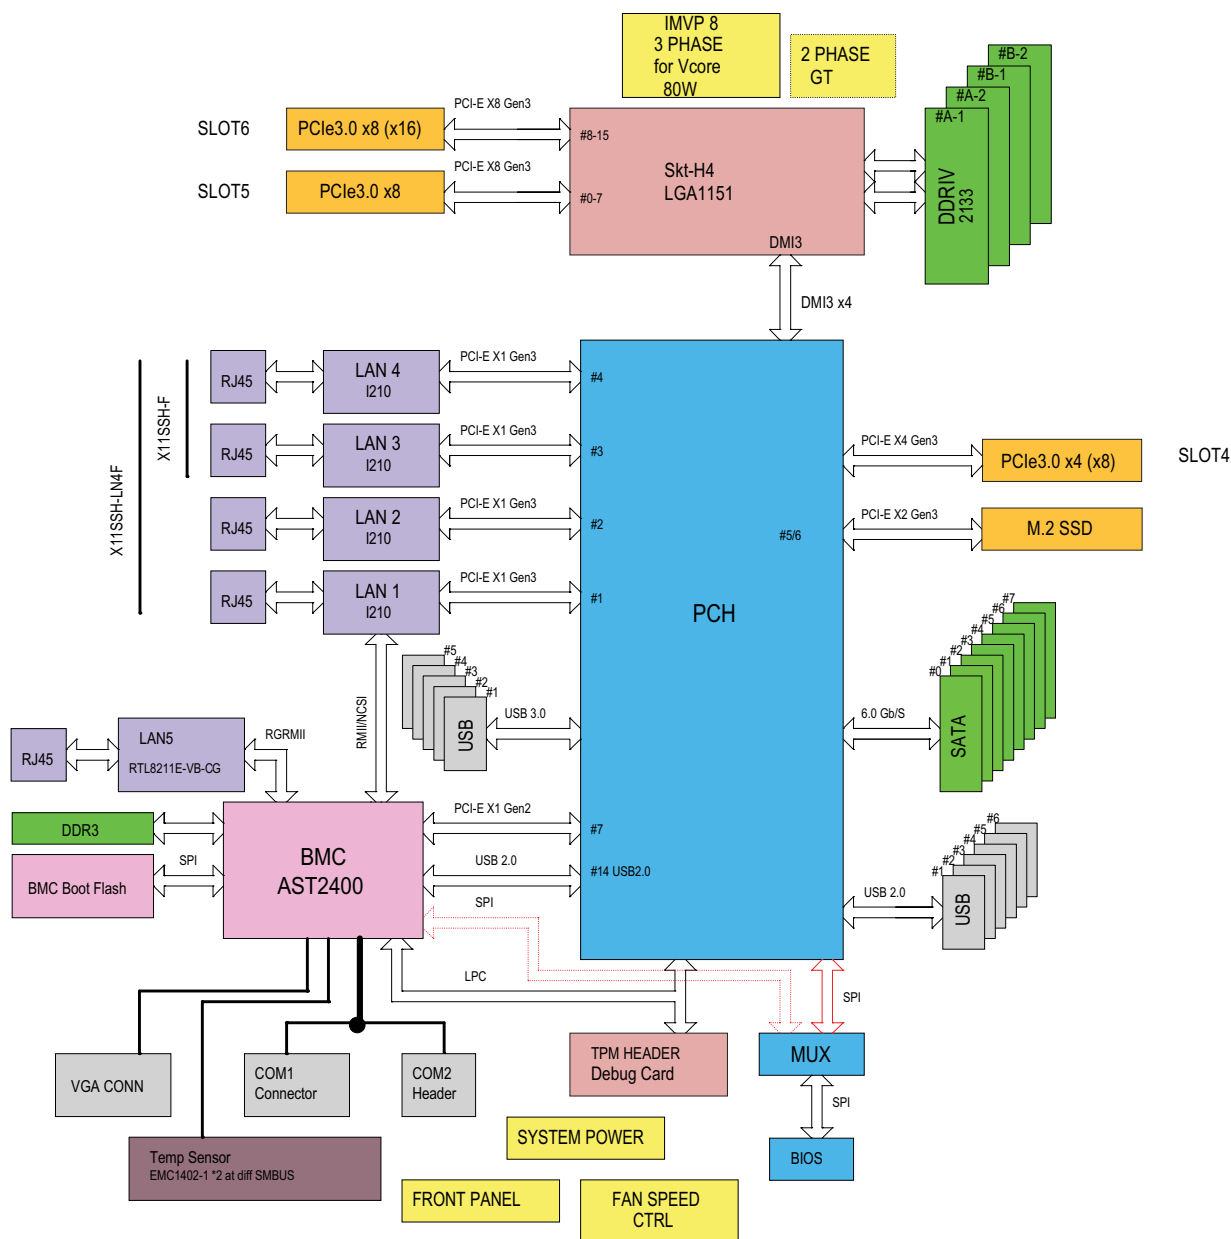 IMVP 8
3 PHASE
for Vcore
80W
2 PHASE
GT
#B-2
#B-1
#A-2
#A-1
DDRIV
2133
SLOT6
PCIe3.0 x8 (x16)
PCI-E X8 Gen3
#8-15
Skt-H4
LGA1151
SLOT5
PCIe3.0 x8
PCI-E X8 Gen3
#0-7
DMI3
DMI3 x4
X11SSH-LN4F
X11SSH-F
RJ45
LAN 4
I210
PCI-E X1 Gen3
#4
RJ45
LAN 3
I210
PCI-E X1 Gen3
#3
PCI-E X4 Gen3
PCIe3.0 x4 (x8)
SLOT4
RJ45
LAN 2
I210
PCI-E X1 Gen3
#2
#5/6
PCI-E X2 Gen3
M.2 SSD
RJ45
LAN 1
I210
PCI-E X1 Gen3
#1
PCH
RMII/NCSI
#5
#4
#3
#2
#1
USB
USB 3.0
6.0 Gb/S
#7
#6
#5
#4
#3
#2
#1
#0
SATA
RJ45
LAN5
RTL8211E-VB-CG
RGRMII
DDR3
BMC Boot Flash
SPI
BMC
AST2400
PCI-E X1 Gen2
#7
USB 2.0
#14 USB2.0
SPI
USB 2.0
#6
#5
#4
#3
#2
#1
USB
LPC
SPI
VGA CONN
COM1
Connector
COM2
Header
TPM HEADER
Debug Card
MUX
SPI
BIOS
Temp Sensor
EMC1402-1 *2 at diff SMBUS
SYSTEM POWER
FRONT PANEL
FAN SPEED
CTRL